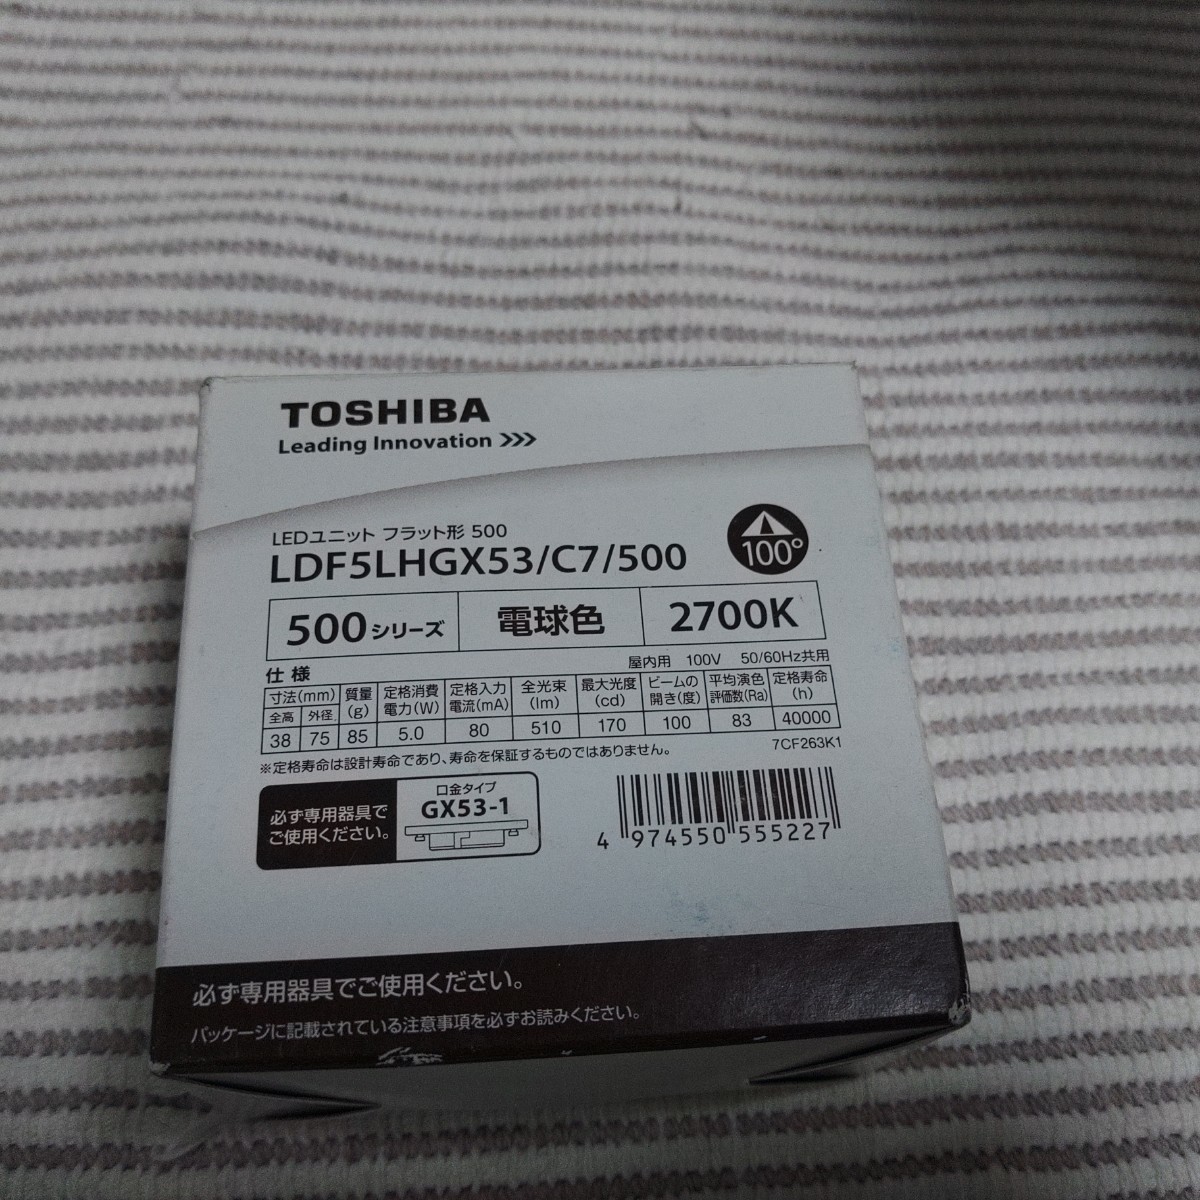 TOSHIBA
Leading Innovation >>>
LEDユニット フラット形 500
LDF5LHGX53/C7/500
100°
500シリーズ 電球色 2700K
仕様 屋内用 100V 50/60Hz共用
寸法(mm) 質量(g) 定格消費電力(W) 定格入力電流(mA) 全光束(lm) 最大光度(cd) ビームの開き(度) 平均演色評価数(Ra) 定格寿命(h)
全高 外径
38 75 85 5.0 80 510 170 100 83 40000
※定格寿命は設計寿命であり、寿命を保証するものではありません。 7CF263K1
必ず専用器具で
ご使用ください。
口金タイプ
GX53-1
4 974550 555227
必ず専用器具でご使用ください。
パッケージに記載されている注意事項を必ずお読みください。